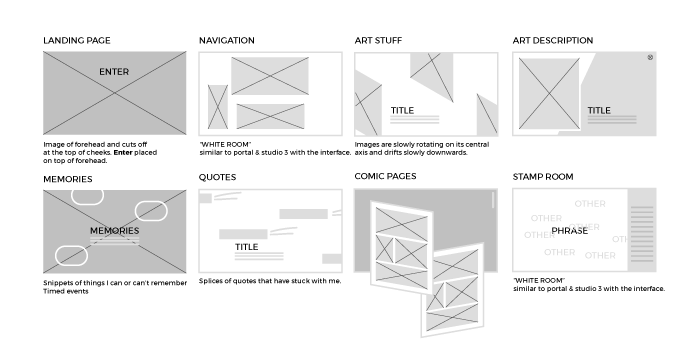 LANDING PAGE
ENTER
Image of forehead and cuts off
at the top of cheeks. Enter placed
on top of forehead.
NAVIGATION
"WHITE ROOM"
similar to portal & studio 3 with the interface.
ART STUFF
TITLE
Images are slowly rotating on its central
axis and drifts slowly downwards.
ART DESCRIPTION
TITLE
MEMORIES
MEMORIES
Snippets of things I can or can't remember
Timed events
QUOTES
TITLE
Splices of quotes that have stuck with me.
COMIC PAGES
STAMP ROOM
OTHER
OTHER
OTHER
PHRASE
OTHER
OTHER
OTHER
"WHITE ROOM"
similar to portal & studio 3 with the interface.